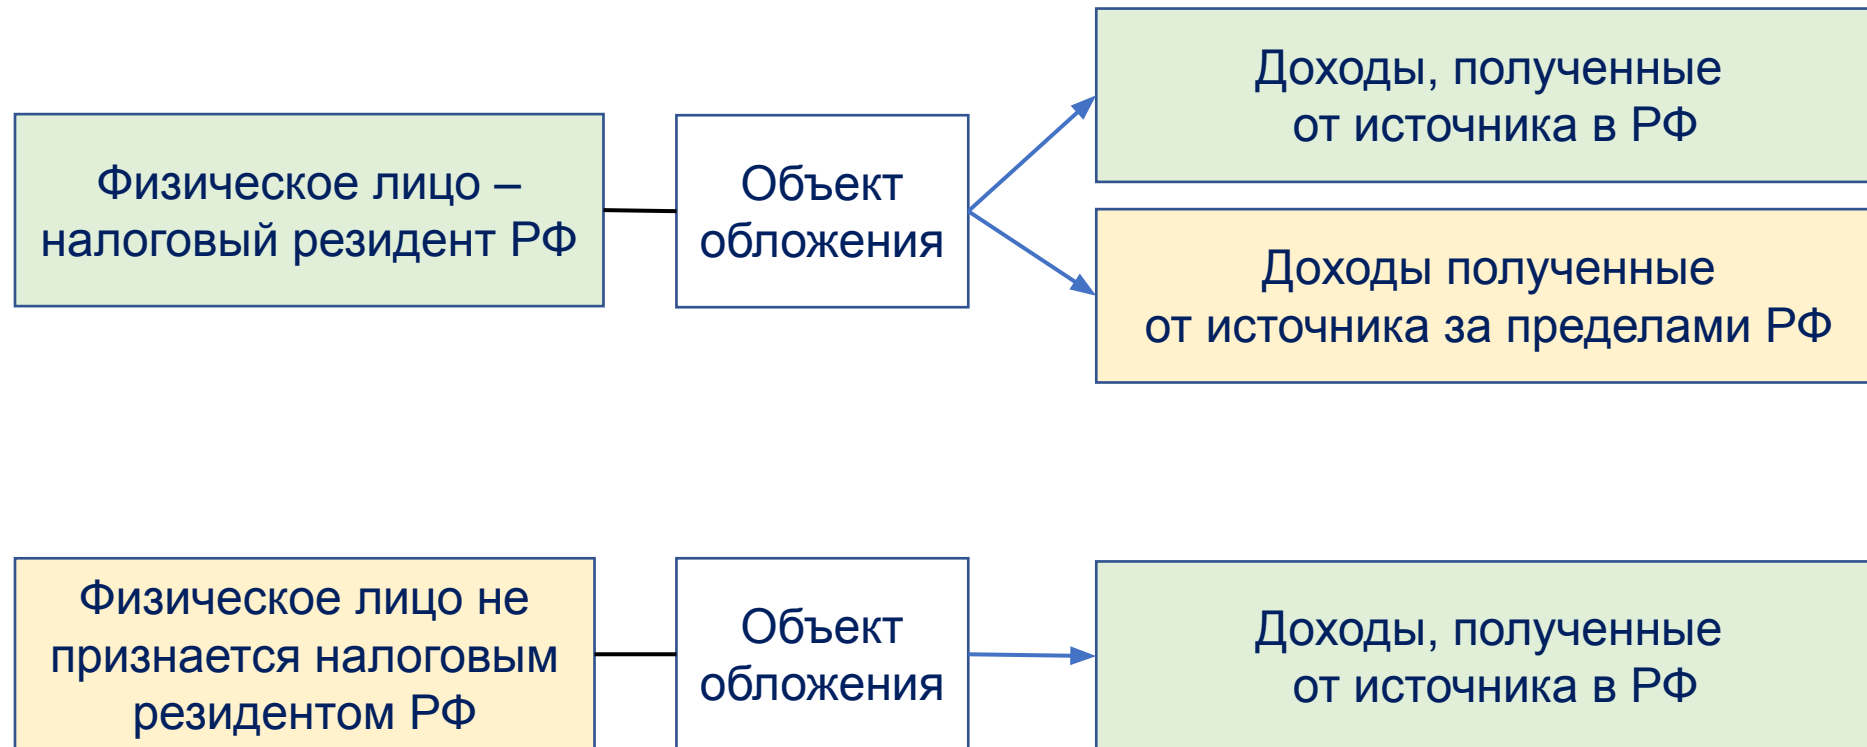 Физическое лицо –
налоговый резидент РФ
Объект
обложения
Доходы, полученные
от источника в РФ
Доходы полученные
от источника за пределами РФ
Физическое лицо не
признается налоговым
резидентом РФ
Объект
обложения
Доходы, полученные
от источника в РФ